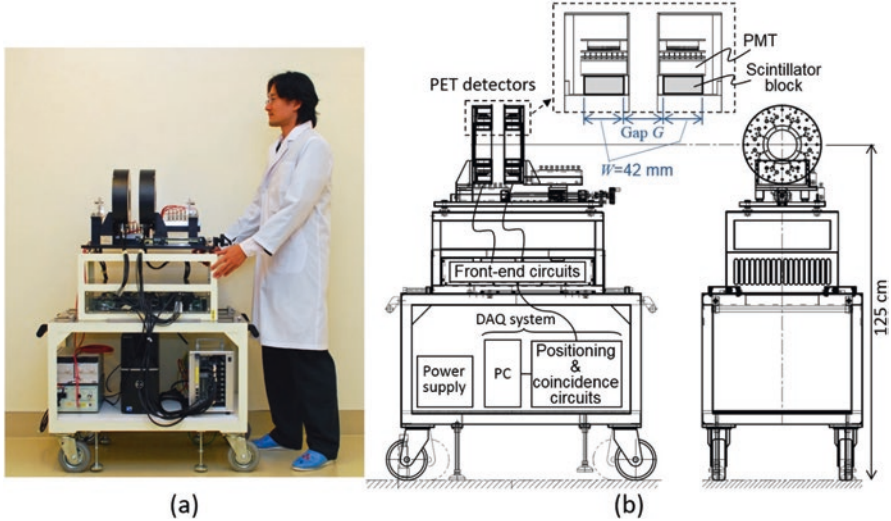 PMT
Scintillator
block
PET detectors
Gap G
W=42 mm
Front-end circuits
DAQ system
Power
supply
PC
Positioning
&
coincidence
circuits
125 cm
(a)
(b)